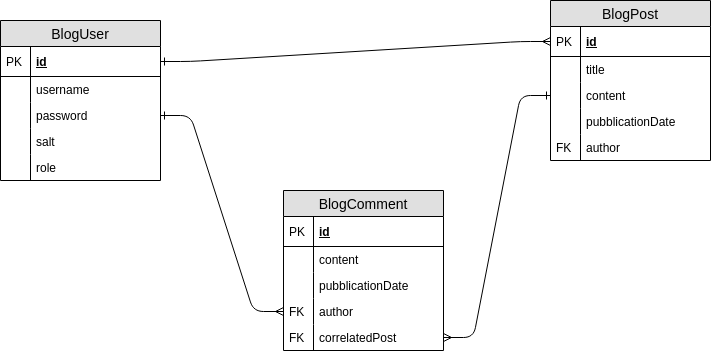 BlogUser
PK id
username
password
salt
role
BlogPost
PK id
title
content
pubblicationDate
FK author
BlogComment
PK id
content
pubblicationDate
FK author
FK correlatedPost